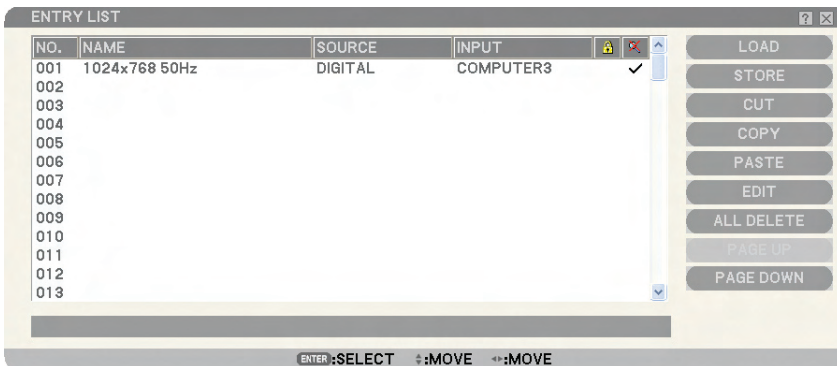 ENTRY LIST
NO. NAME SOURCE INPUT
001 1024x768 50Hz DIGITAL COMPUTER3
002
003
004
005
006
007
008
009
010
011
012
013
LOAD
STORE
CUT
COPY
PASTE
EDIT
ALL DELETE
PAGE UP
PAGE DOWN
ENTER:SELECT :MOVE :MOVE